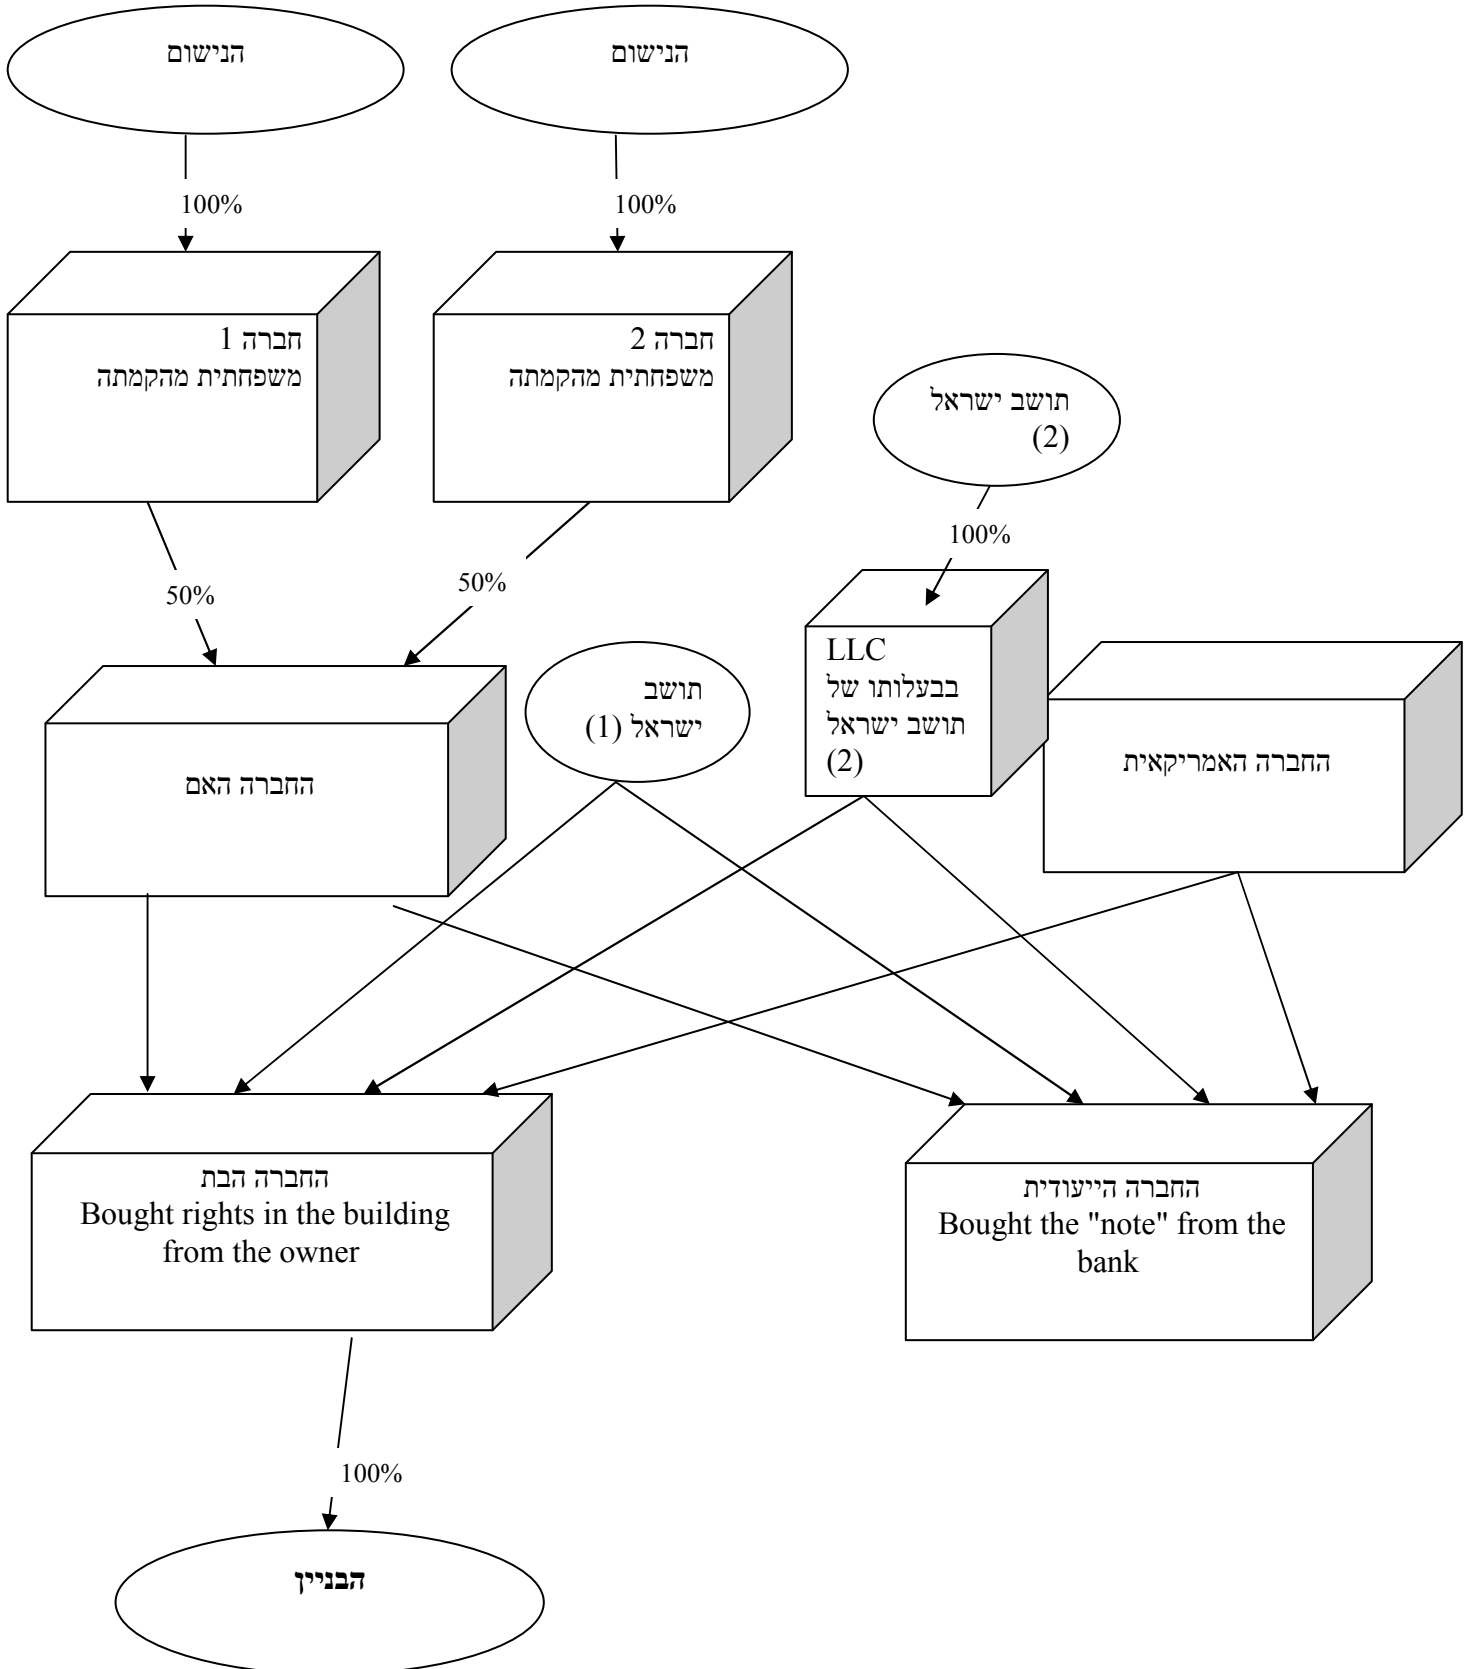 הנישום
הנישום
100%
100%
חברה 1
משפחתית מהקמתה
חברה 2
משפחתית מהקמתה
תושב ישראל
(2)
100%
50%
50%
תושב
ישראל (1)
LLC
בבעלותו של
תושב ישראל
(2)
החברה האם
החברה האמריקאית
החברה הבת
Bought rights in the building
from the owner
החברה הייעודית
Bought the "note" from the
bank
100%
הבניין